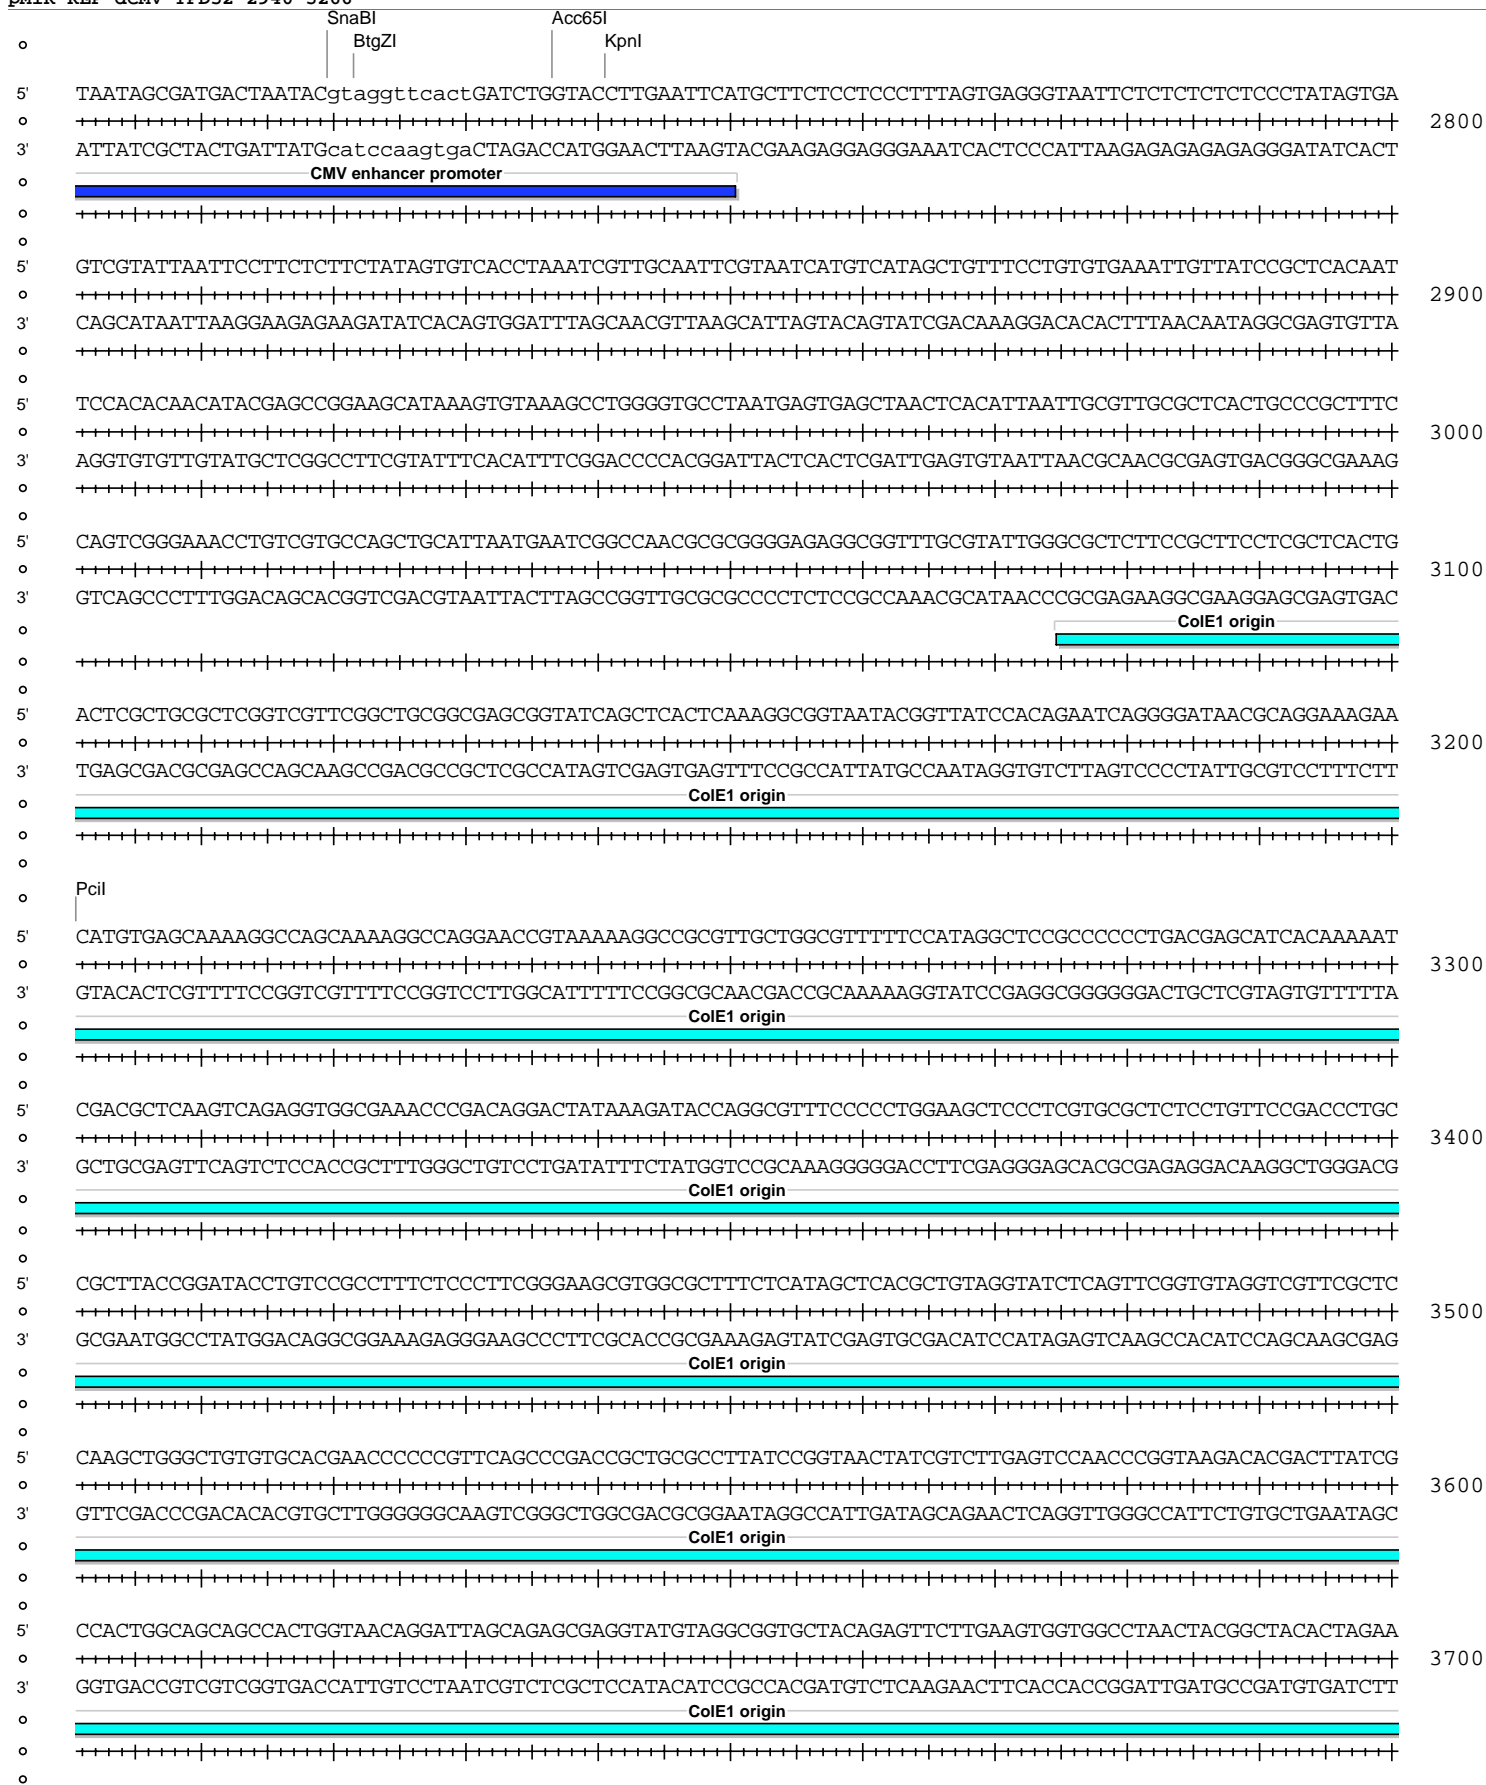 SnaBI Acc65I
BtgZI KpnI
5' TAATAGCGATGACTAATACgtaggttcactGATCTGGTACCTTGAATTCATGCTTCTCCTCCCTTTAGTGAGGGTAATTCTCTCTCTCTCCCTATAGTGA
2800
3' ATTATCGCTACTGATTATGcatccaagtgaCTAGACCATGGAACTTAAGTACGAAGAGGAGGGAAATCACTCCCATTAAGAGAGAGAGAGGGATATCACT
CMV enhancer promoter
5' GTCGTATTAATTCCTTCTCTTCTATAGTGTCACCTAAATCGTTGCAATTCGTAATCATGTCATAGCTGTTTCCTGTGTGAAATTGTTATCCGCTCACAAT
2900
3' CAGCATAATTAAGGAAGAGAAGATATCACAGTGGATTTAGCAACGTTAAGCATTAGTACAGTATCGACAAAGGACACACTTTAACAATAGGCGAGTGTTA
5' TCCACACAACATACGAGCCGGAAGCATAAAGTGTAAAGCCTGGGGTGCCTAATGAGTGAGCTAACTCACATTAATTGCGTTGCGCTCACTGCCCGCTTTC
3000
3' AGGTGTGTTGTATGCTCGGCCTTCGTATTTCACATTTCGGACCCCACGGATTACTCACTCGATTGAGTGTAATTAACGCAACGCGAGTGACGGGCGAAAG
5' CAGTCGGGAAACCTGTCGTGCCAGCTGCATTAATGAATCGGCCAACGCGCGGGGAGAGGCGGTTTGCGTATTGGGCGCTCTTCCGCTTCCTCGCTCACTG
3100
3' GTCAGCCCTTTGGACAGCACGGTCGACGTAATTACTTAGCCGGTTGCGCGCCCCTCTCCGCCAAACGCATAACCCGCGAGAAGGCGAAGGAGCGAGTGAC
ColE1 origin
5' ACTCGCTGCGCTCGGTCGTTCGGCTGCGGCGAGCGGTATCAGCTCACTCAAAGGCGGTAATACGGTTATCCACAGAATCAGGGGATAACGCAGGAAAGAA
3200
3' TGAGCGACGCGAGCCAGCAAGCCGACGCCGCTCGCCATAGTCGAGTGAGTTTCCGCCATTATGCCAATAGGTGTCTTAGTCCCCTATTGCGTCCTTTCTT
ColE1 origin
PciI
5' CATGTGAGCAAAAGGCCAGCAAAAGGCCAGGAACCGTAAAAAGGCCGCGTTGCTGGCGTTTTTCCATAGGCTCCGCCCCCCTGACGAGCATCACAAAAAT
3300
3' GTACACTCGTTTTCCGGTCGTTTTCCGGTCCTTGGCATTTTTCCGGCGCAACGACCGCAAAAAGGTATCCGAGGCGGGGGGACTGCTCGTAGTGTTTTTA
ColE1 origin
5' CGACGCTCAAGTCAGAGGTGGCGAAACCCGACAGGACTATAAAGATACCAGGCGTTTCCCCCTGGAAGCTCCCTCGTGCGCTCTCCTGTTCCGACCCTGC
3400
3' GCTGCGAGTTCAGTCTCCACCGCTTTGGGCTGTCCTGATATTTCTATGGTCCGCAAAGGGGGACCTTCGAGGGAGCACGCGAGAGGACAAGGCTGGGACG
ColE1 origin
5' CGCTTACCGGATACCTGTCCGCCTTTCTCCCTTCGGGAAGCGTGGCGCTTTCTCATAGCTCACGCTGTAGGTATCTCAGTTCGGTGTAGGTCGTTCGCTC
3500
3' GCGAATGGCCTATGGACAGGCGGAAAGAGGGAAGCCCTTCGCACCGCGAAAGAGTATCGAGTGCGACATCCATAGAGTCAAGCCACATCCAGCAAGCGAG
ColE1 origin
5' CAAGCTGGGCTGTGTGCACGAACCCCCCGTTCAGCCCGACCGCTGCGCCTTATCCGGTAACTATCGTCTTGAGTCCAACCCGGTAAGACACGACTTATCG
3600
3' GTTCGACCCGACACACGTGCTTGGGGGGCAAGTCGGGCTGGCGACGCGGAATAGGCCATTGATAGCAGAACTCAGGTTGGGCCATTCTGTGCTGAATAGC
ColE1 origin
5' CCACTGGCAGCAGCCACTGGTAACAGGATTAGCAGAGCGAGGTATGTAGGCGGTGCTACAGAGTTCTTGAAGTGGTGGCCTAACTACGGCTACACTAGAA
3700
3' GGTGACCGTCGTCGGTGACCATTGTCCTAATCGTCTCGCTCCATACATCCGCCACGATGTCTCAAGAACTTCACCACCGGATTGATGCCGATGTGATCTT
ColE1 origin